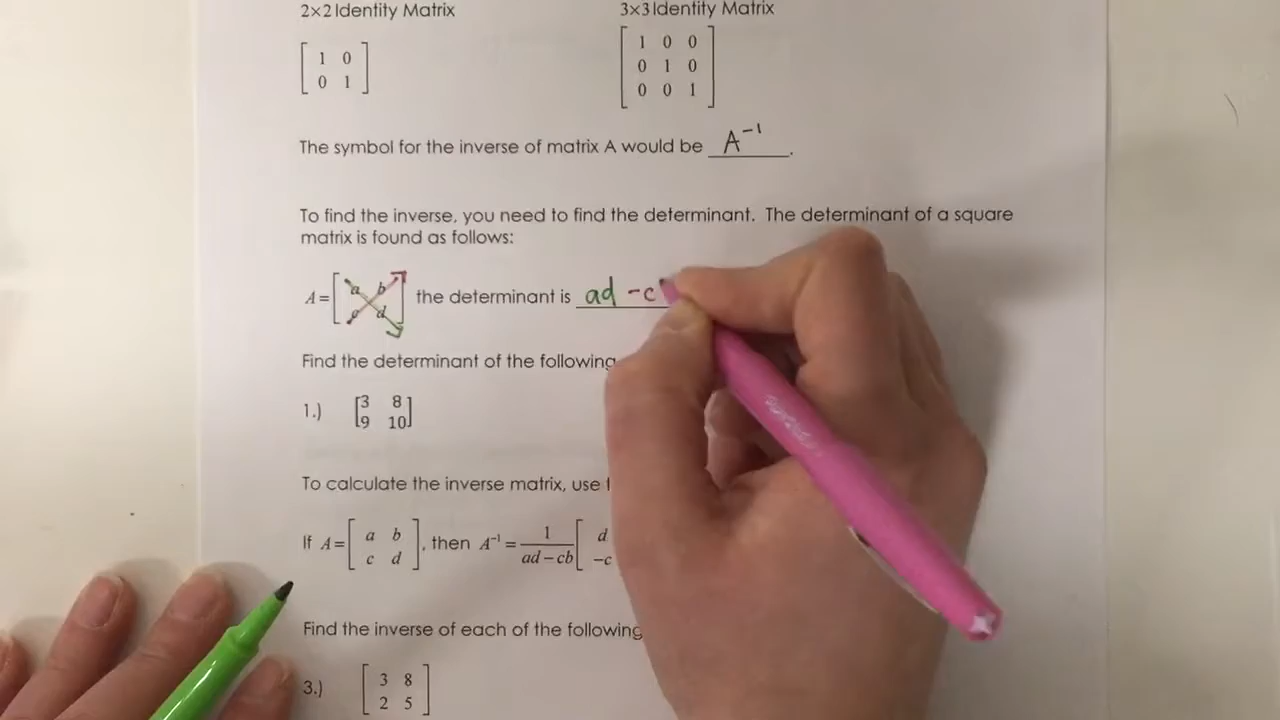 2×2 Identity Matrix 3×3 Identity Matrix
[ 1 0 ] [ 1 0 0 ]
[ 0 1 ] [ 0 1 0 ]
[ 0 0 1 ]
The symbol for the inverse of matrix A would be A⁻¹.
To find the inverse, you need to find the determinant. The determinant of a square
matrix is found as follows:
A = [ a b ] the determinant is ad - c
[ c d ]
Find the determinant of the following
1.) [ 3 8 ]
[ 9 10 ]
To calculate the inverse matrix, use
If A = [ a b ], then A⁻¹ = 1/(ad – cb) [ d
[ c d ] [ –c
Find the inverse of each of the following
3.) [ 3 8 ]
[ 2 5 ]